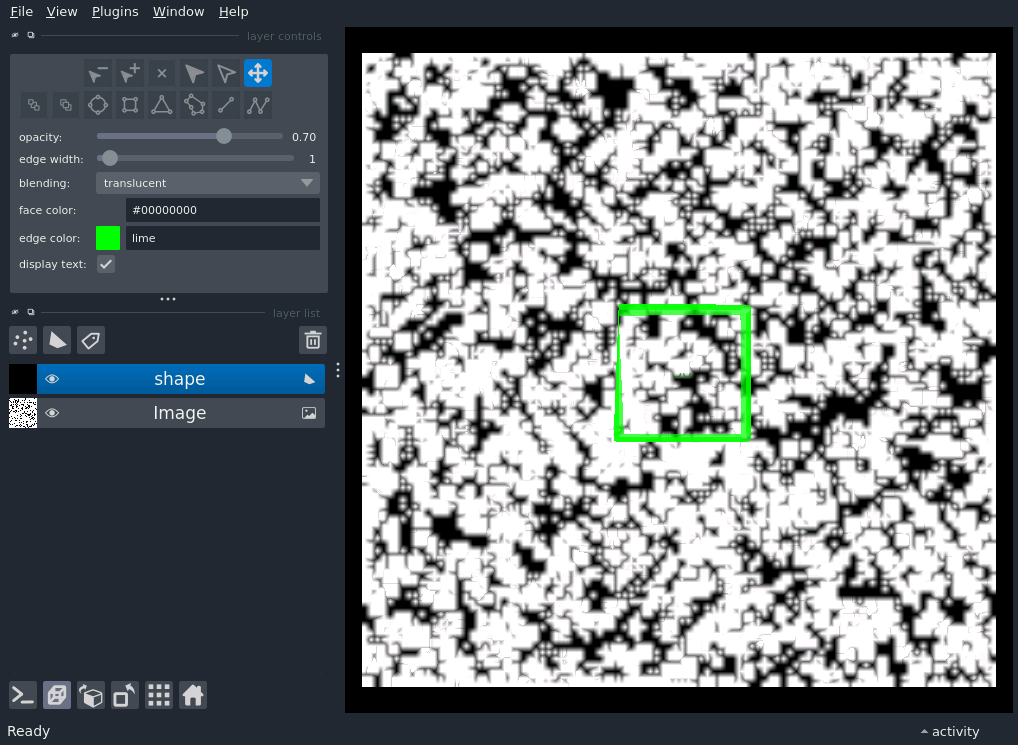 File View Plugins Window Help
layer controls
opacity: 0.70
edge width: 1
blending: translucent
face color: #00000000
edge color: lime
display text:
layer list
shape
Image
Ready
activity